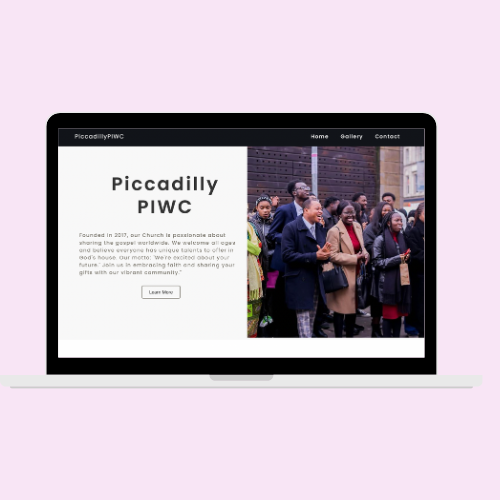 PiccadillyPIWC
Home Gallery Contact
Piccadilly
PIWC
Founded in 2017, our Church is passionate about
sharing the gospel worldwide. We welcome all ages
and believe everyone has unique talents to offer in
God's house. Our motto: 'We're excited about your
future.' Join us in embracing faith and sharing your
gifts with our vibrant community."
Learn More